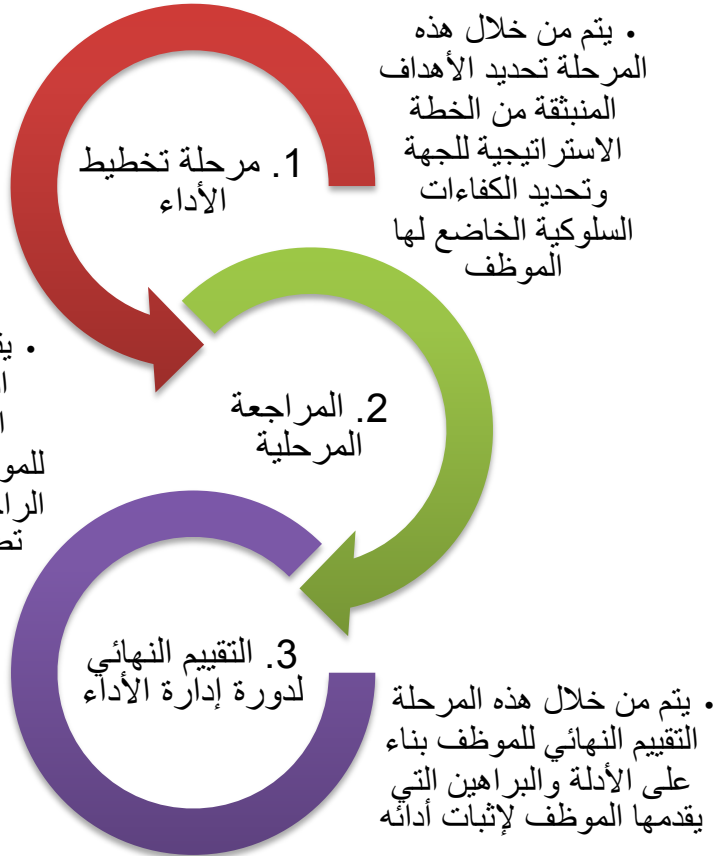 • يتم من خلال هذه
المرحلة تحديد الأهداف
المنبثقة من الخطة
الاستراتيجية للجهة
وتحديد الكفاءات
السلوكية الخاضع لها
الموظف
1. مرحلة تخطيط
الأداء
2. المراجعة
المرحلية
3. التقييم النهائي
لدورة إدارة الأداء
• يتم من خلال هذه المرحلة
التقييم النهائي للموظف بناء
على الأدلة والبراهين التي
يقدمها الموظف لإثبات أدائه